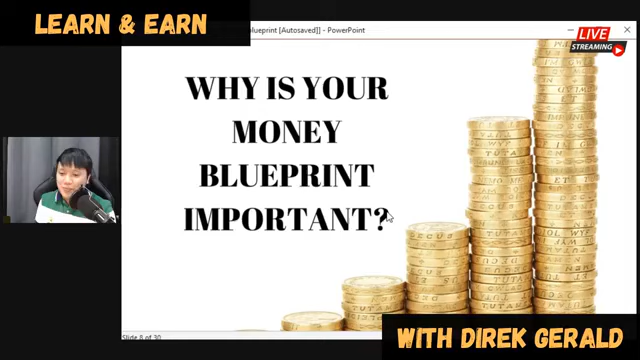 LEARN & EARN
blueprint [Autosaved]] - PowerPoint
LIVE
STREAMING
WHY IS YOUR
MONEY
BLUEPRINT
IMPORTANT?
Slide 8 of 30
WITH DIREK GERALD